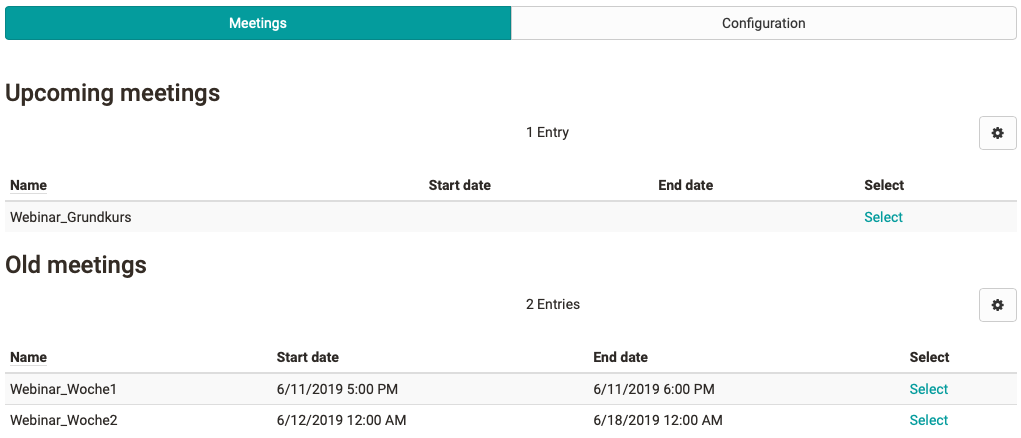 Meetings Configuration
Upcoming meetings
1 Entry
Name Start date End date Select
Webinar_Grundkurs Select
Old meetings
2 Entries
Name Start date End date Select
Webinar_Woche1 6/11/2019 5:00 PM 6/11/2019 6:00 PM Select
Webinar_Woche2 6/12/2019 12:00 AM 6/18/2019 12:00 AM Select